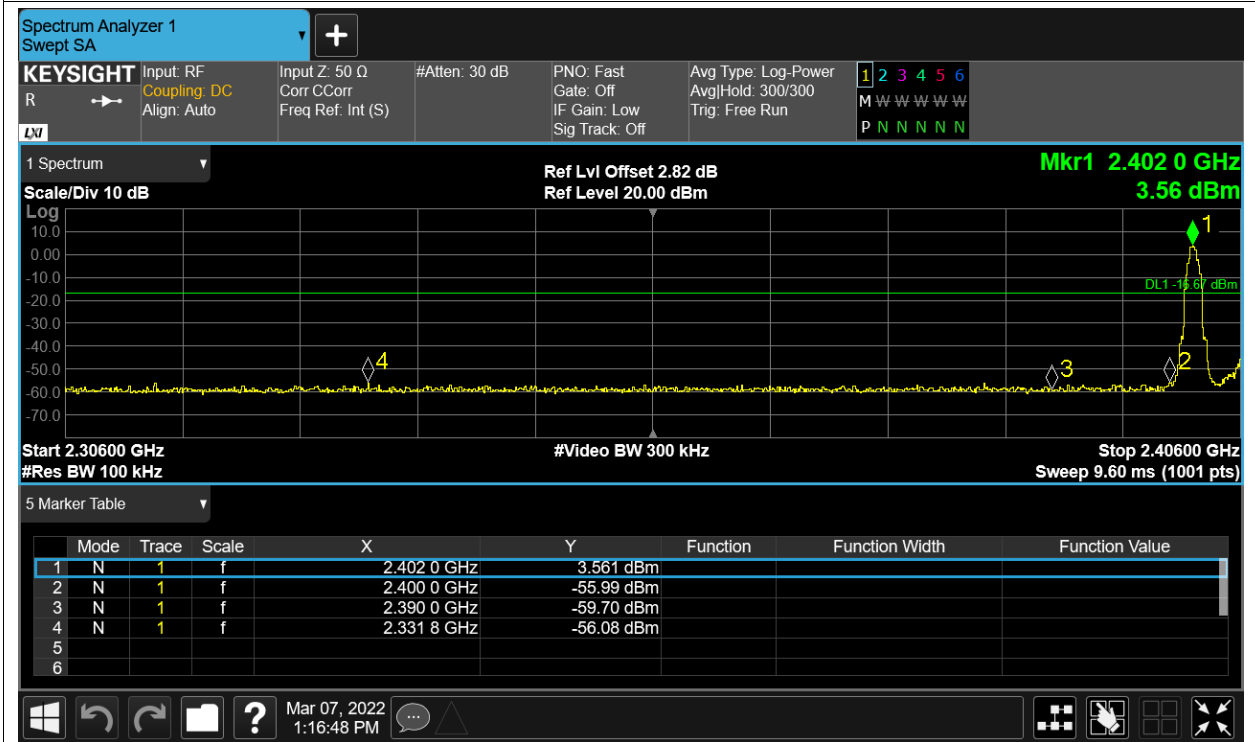 Spectrum Analyzer 1
Swept SA
+
KEYSIGHT Input: RF Input Z: 50 Ω #Atten: 30 dB PNO: Fast Avg Type: Log-Power 1 2 3 4 5 6
R Coupling: DC Corr CCorr Gate: Off Avg|Hold: 300/300 M W W W W W
Align: Auto Freq Ref: Int (S) IF Gain: Low Trig: Free Run
LXI Sig Track: Off P N N N N N
1 Spectrum Ref Lvl Offset 2.82 dB Mkr1 2.402 0 GHz
Scale/Div 10 dB Ref Level 20.00 dBm 3.56 dBm
Log
10.0 1
0.00
-10.0 DL1 -16.67 dBm
-20.0
-30.0
-40.0
-50.0 4 3 2
-60.0
-70.0
Start 2.30600 GHz #Video BW 300 kHz Stop 2.40600 GHz
#Res BW 100 kHz Sweep 9.60 ms (1001 pts)
5 Marker Table
Mode Trace Scale X Y Function Function Width Function Value
1 N 1 f 2.402 0 GHz 3.561 dBm
2 N 1 f 2.400 0 GHz -55.99 dBm
3 N 1 f 2.390 0 GHz -59.70 dBm
4 N 1 f 2.331 8 GHz -56.08 dBm
5
6
? Mar 07, 2022
1:16:48 PM